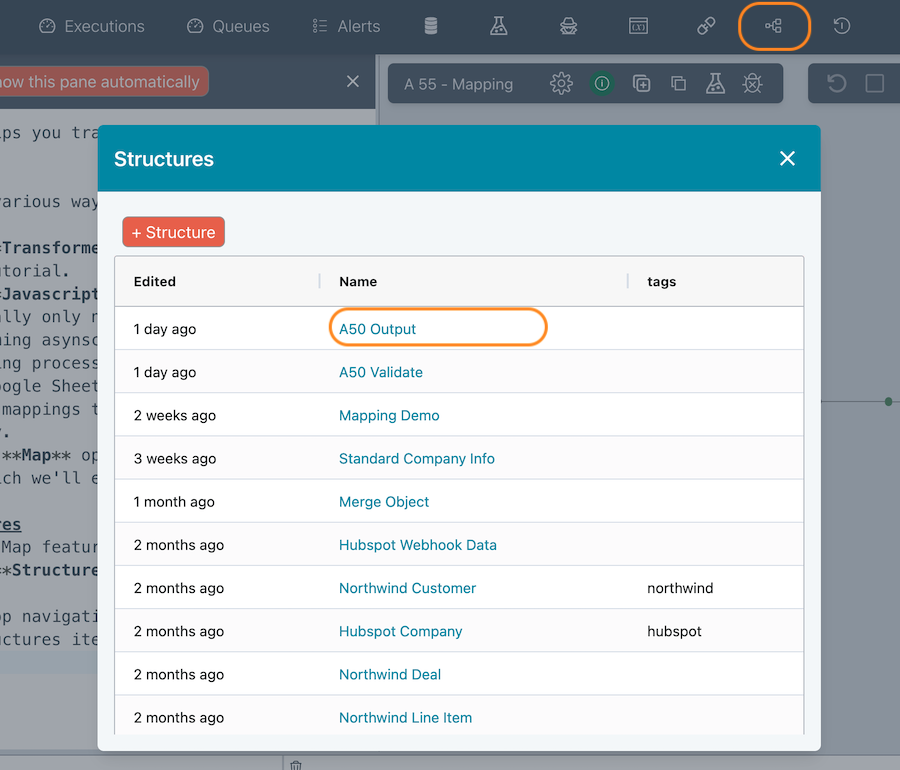 Executions
Queues
Alerts
now this pane automatically
A 55 - Mapping
ps you tra
Structures
various way
+ Structure
*Transforme
utorial.
Edited
Name
tags
*Javascript
ally only n
1 day ago
A50 Output
ning asynsc
ing process
1 day ago
A50 Validate
oogle Sheet
mappings t
2 weeks ago
Mapping Demo
**Map** op
3 weeks ago
Standard Company Info
ich we'll e
1 month ago
Merge Object
res
Map featur
2 months ago
Hubspot Webhook Data
**Structure
2 months ago
Northwind Customer
northwind
op navigati
2 months ago
Hubspot Company
hubspot
uctures ite
2 months ago
Northwind Deal
2 months ago
Northwind Line Item